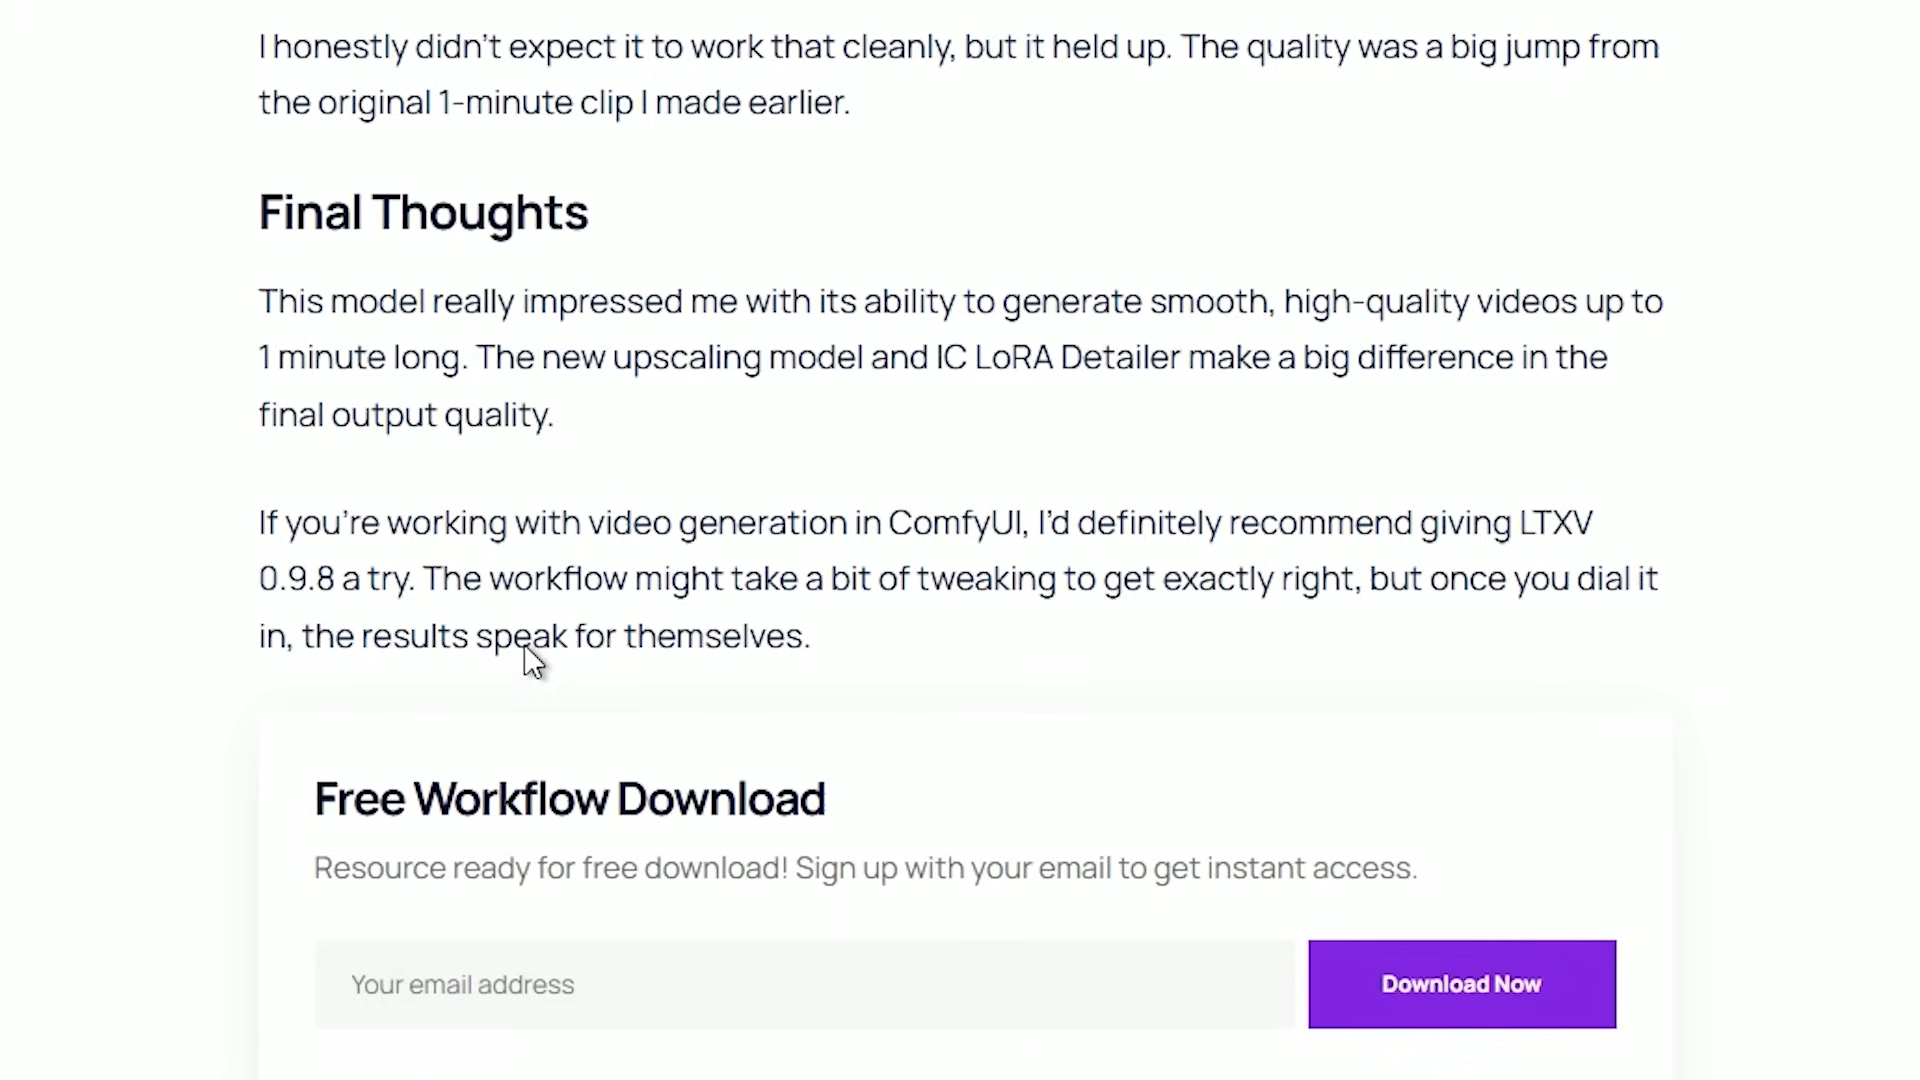 I honestly didn't expect it to work that cleanly, but it held up. The quality was a big jump from
the original 1-minute clip I made earlier.
Final Thoughts
This model really impressed me with its ability to generate smooth, high-quality videos up to
1 minute long. The new upscaling model and IC LoRA Detailer make a big difference in the
final output quality.
If you're working with video generation in ComfyUI, I'd definitely recommend giving LTXV
0.9.8 a try. The workflow might take a bit of tweaking to get exactly right, but once you dial it
in, the results speak for themselves.
Free Workflow Download
Resource ready for free download! Sign up with your email to get instant access.
Your email address
Download Now